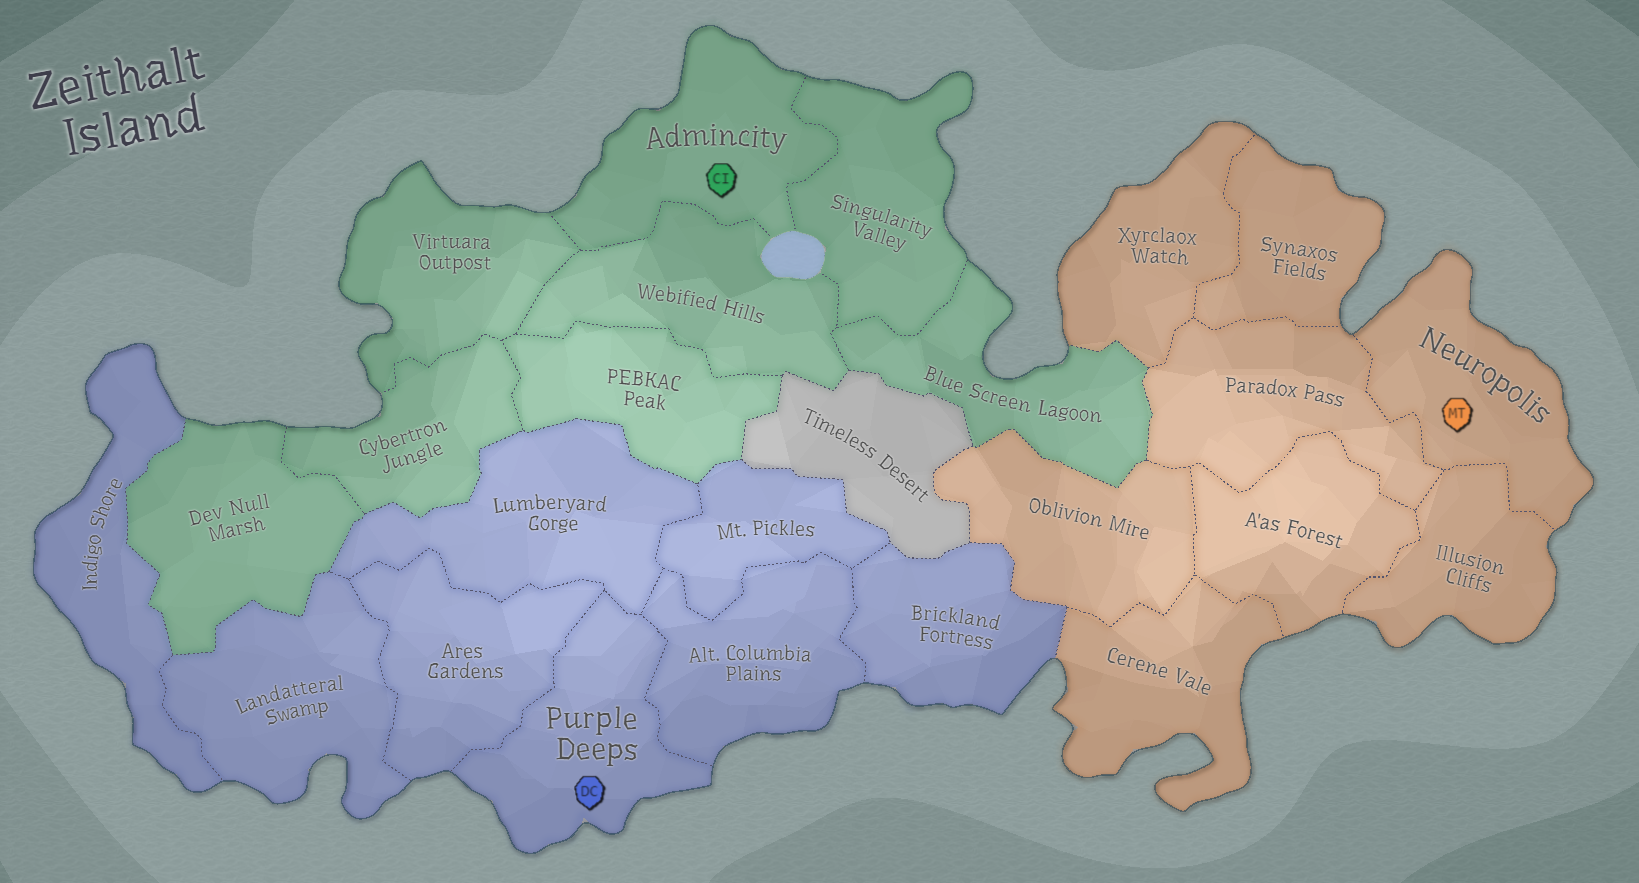 Zeithalt
Island
Admincity
CI
Singularity
Valley
Virtuara
Outpost
Webified Hills
Xyrclaox
Watch
Synaxos
Fields
Neuropolis
MT
PEBKAC
Peak
Blue Screen Lagoon
Paradox Pass
Cybertron
Jungle
Timeless Desert
Dev Null
Marsh
Indigo Shore
Lumberyard
Gorge
Mt. Pickles
Oblivion Mire
A'as Forest
Illusion
Cliffs
Brickland
Fortress
Ares
Gardens
Alt. Columbia
Plains
Cerene Vale
Landatteral
Swamp
Purple
Deeps
DC